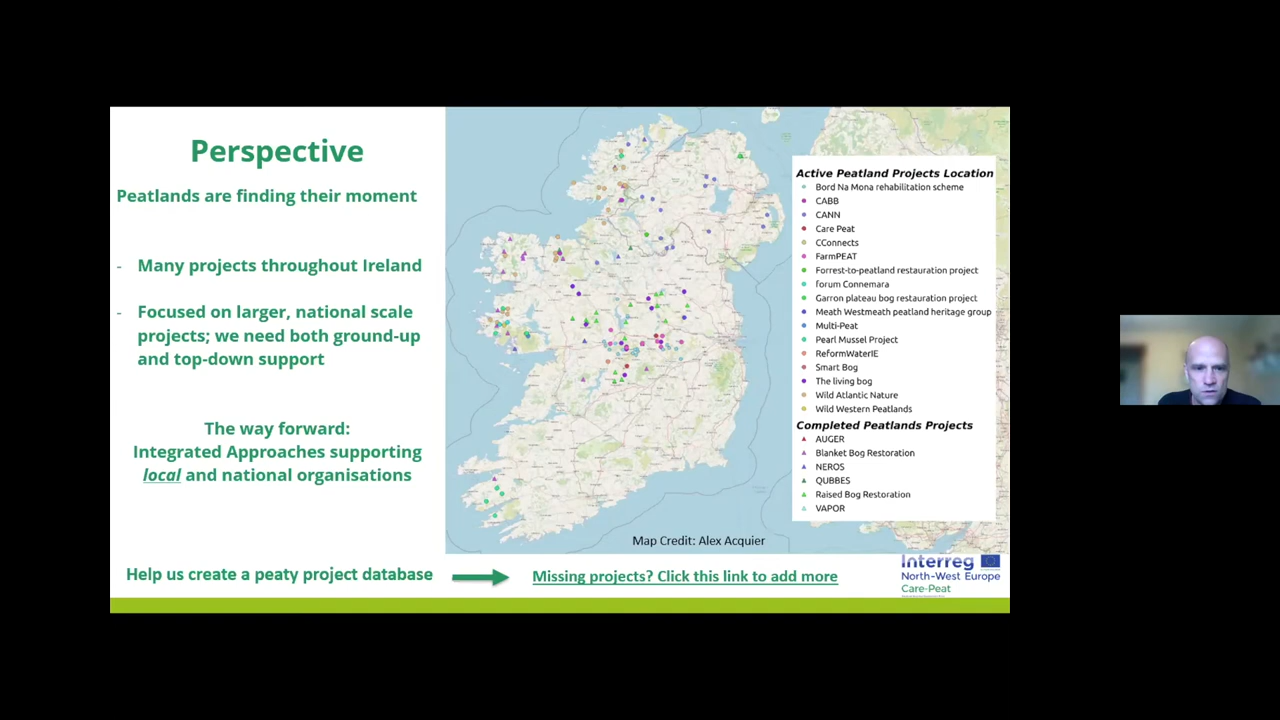 Perspective
Peatlands are finding their moment
- Many projects throughout Ireland
- Focused on larger, national scale
projects; we need both ground-up
and top-down support
The way forward:
Integrated Approaches supporting
local and national organisations
Active Peatland Projects Location
Bord Na Mona rehabilitation scheme
CABB
CANN
Care Peat
CConnects
FarmPEAT
Forrest-to-peatland restauration project
forum Connemara
Garron plateau bog restauration project
Meath Westmeath peatland heritage group
Multi-Peat
Pearl Mussel Project
ReformWaterIE
Smart Bog
The living bog
Wild Atlantic Nature
Wild Western Peatlands
Completed Peatlands Projects
AUGER
Blanket Bog Restoration
NEROS
QUBBES
Raised Bog Restoration
VAPOR
Map Credit: Alex Acquier
Help us create a peaty project database
Missing projects? Click this link to add more
Interreg
North-West Europe
Care-Peat